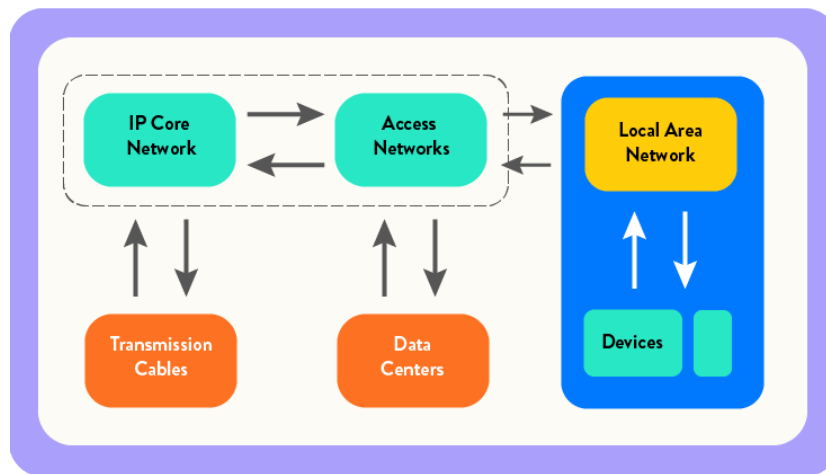 IP Core
Network
Access
Networks
Local Area
Network
Transmission
Cables
Data
Centers
Devices